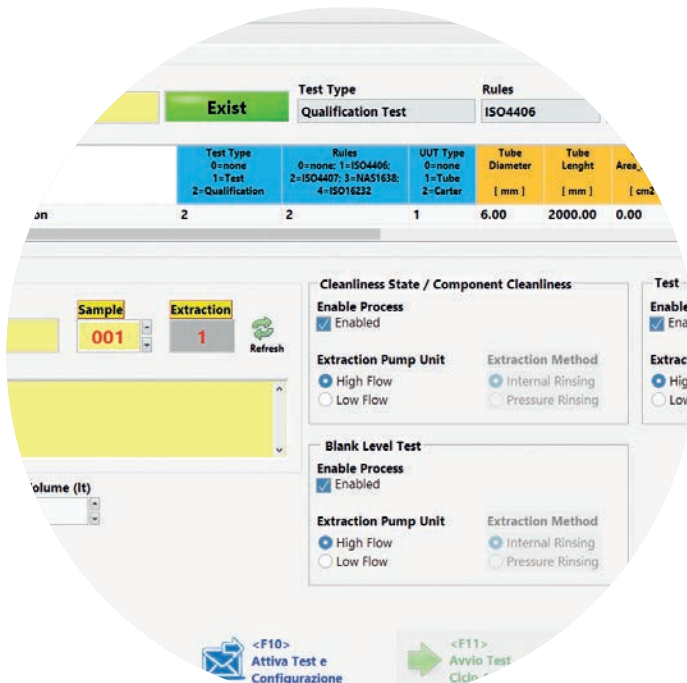 Test Type
Rules
Exist
Qualification Test
ISO4406
Test Type
0=none
1=Test
2=Qualification
Rules
0=none; 1=ISO4406;
2=ISO4407; 3=NAS1638;
4=ISO16232
UUT Type
0=none
1=Tube
2=Carter
Tube
Diameter
[ mm ]
Tube
Lenght
[ mm ]
2 2 1 6.00 2000.00 0.00
Sample
001
Extraction
1
Refresh
Cleanliness State / Component Cleanliness
Enable Process
Enabled
Extraction Pump Unit
High Flow
Low Flow
Extraction Method
Internal Rinsing
Pressure Rinsing
Test
Blank Level Test
Enable Process
Enabled
Extraction Pump Unit
High Flow
Low Flow
Extraction Method
Internal Rinsing
Pressure Rinsing
(lt)
<F10>
Attiva Test e
Configurazione
<F11>
Avvio Test
Ciclo